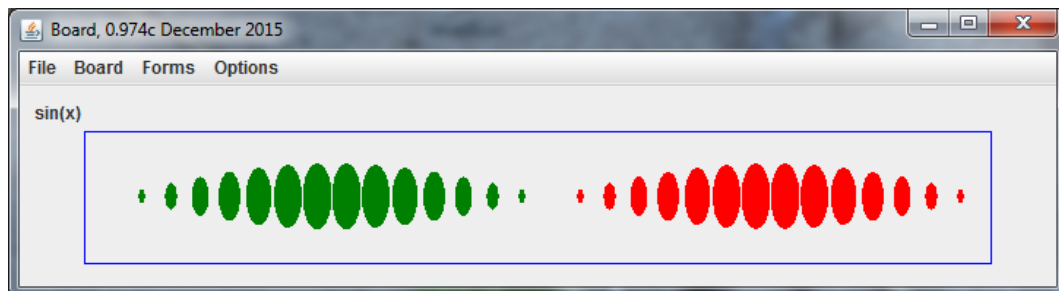 Board, 0.974c December 2015
File Board Forms Options
sin(x)